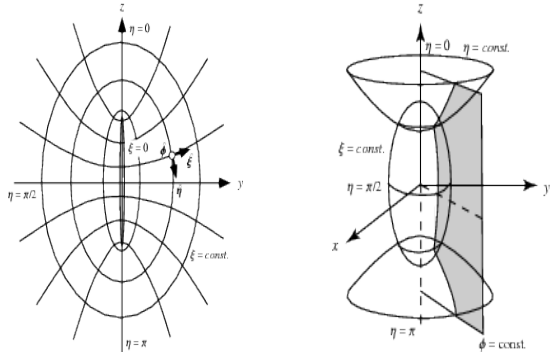 z
η = 0
ξ = 0
ϕ
ξ
η
η = π/2
y
ξ = const.
η = π
z
η = 0
η = const.
ξ = const.
η = π/2
y
x
η = π
ϕ = const.